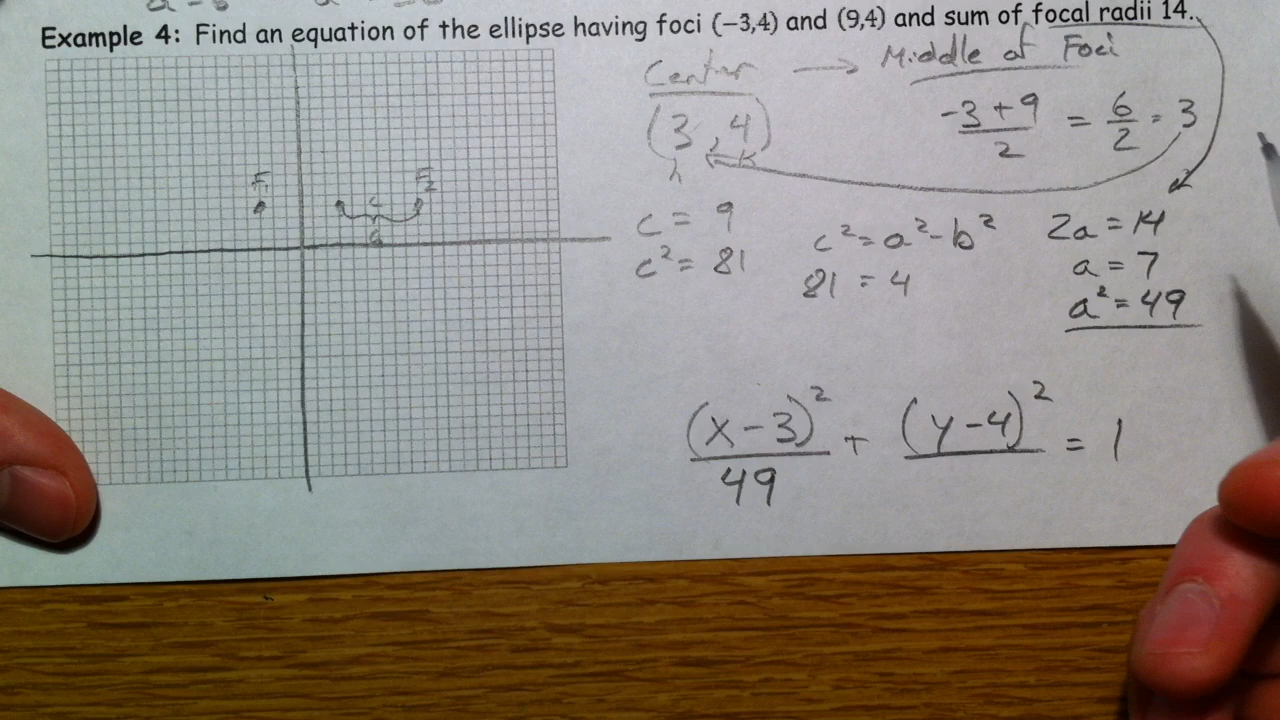 Example 4: Find an equation of the ellipse having foci (−3,4) and (9,4) and sum of focal radii 14.
Center → Middle of Foci
(3, 4)
h k
-3 + 9 / 2 = 6/2 = 3
F1 F2
c
6
c = 9
c² = 81
c² = a² - b²
81 = 4
2a = 14
a = 7
a² = 49
(x - 3)² / 49 + (y - 4)² / = 1